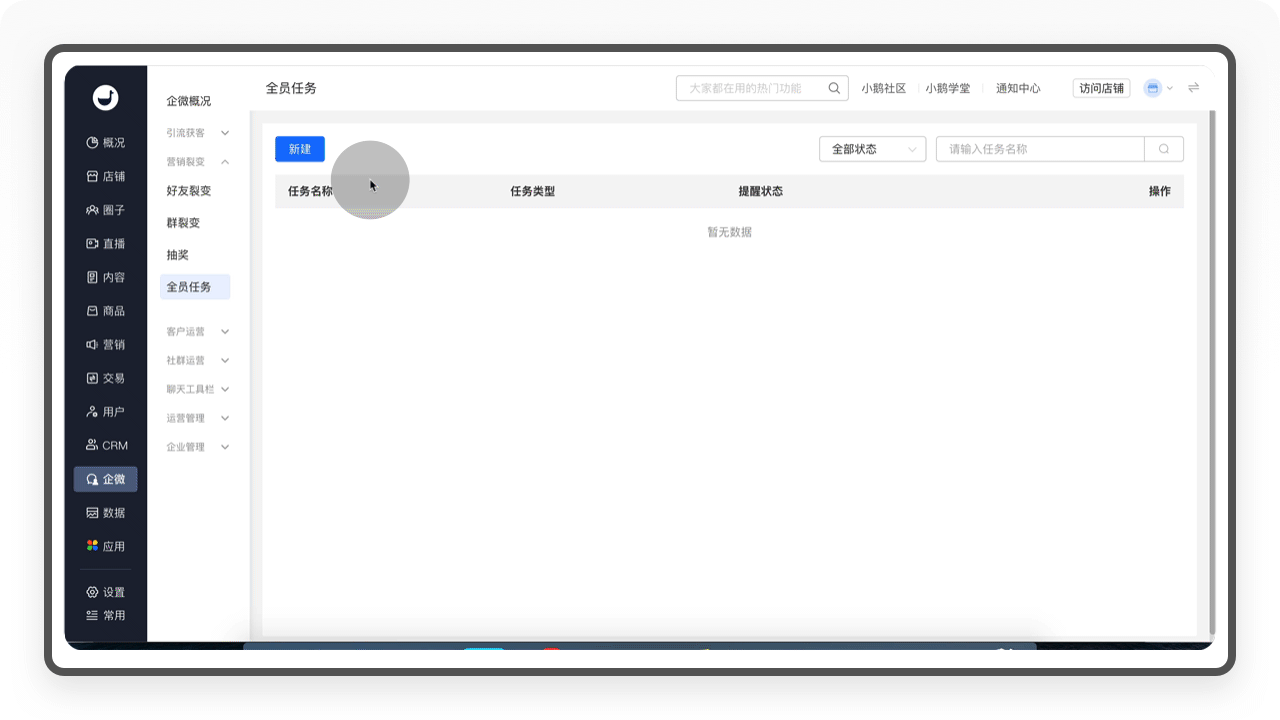 概况
店铺
圈子
直播
内容
商品
营销
交易
用户
CRM
企微
数据
应用
设置
常用
企微概况
引流获客
营销裂变
好友裂变
群裂变
抽奖
全员任务
客户运营
社群运营
聊天工具栏
运营管理
企业管理
全员任务
大家都在用的热门功能
小鹅社区
小鹅学堂
通知中心
访问店铺
新建
全部状态
请输入任务名称
任务名称 任务类型 提醒状态 操作
暂无数据